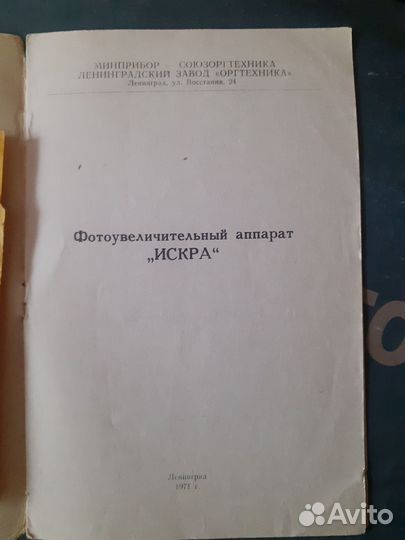 МИНПРИБОР — СОЮЗОРГТЕХНИКА
ЛЕНИНГРАДСКИЙ ЗАВОД «ОРГТЕХНИКА»
Ленинград, ул. Восстания, 24
Фотоувеличительный аппарат
„ИСКРА“
Ленинград
1971 г.
Avito